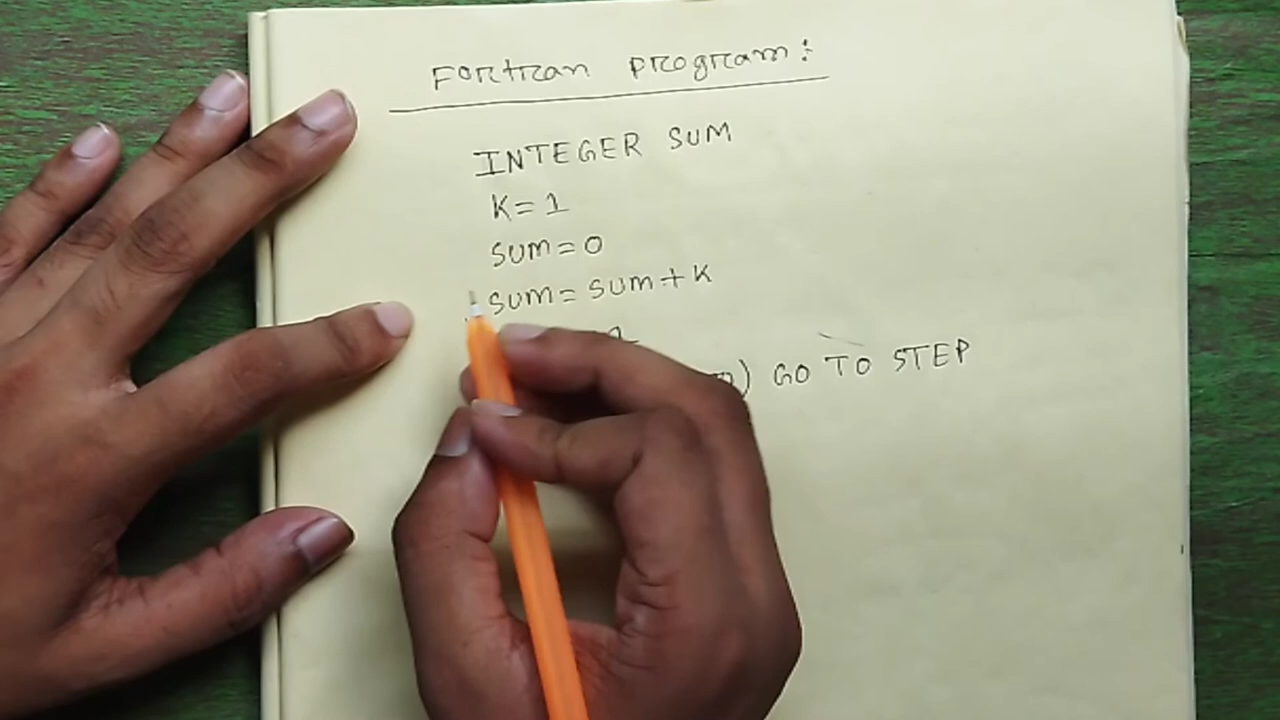 Fortran program:
INTEGER SUM
K=1
SUM=0
SUM=SUM+K
) GO TO STEP